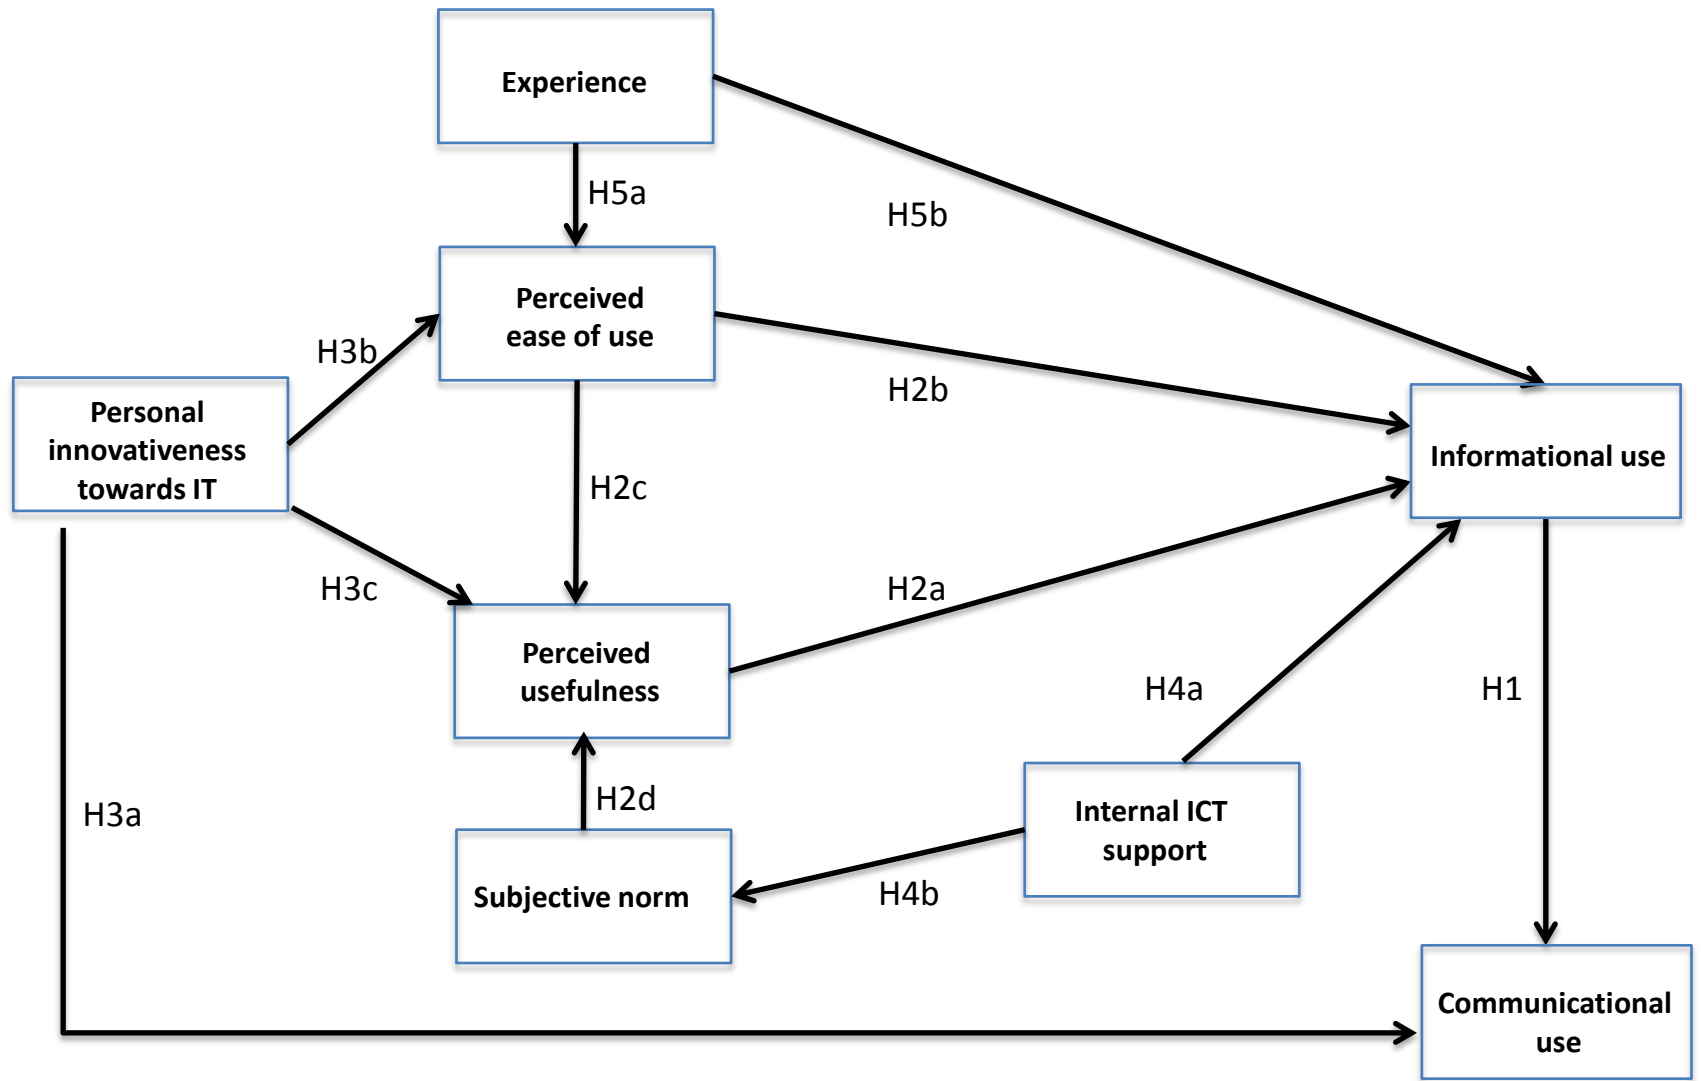 Experience
H5a
H5b
Perceived
ease of use
H3b
H2b
Personal
innovativeness
towards IT
Informational use
H2c
H3c
H2a
Perceived
usefulness
H4a
H1
H2d
H3a
Internal ICT
support
Subjective norm
H4b
Communicational
use